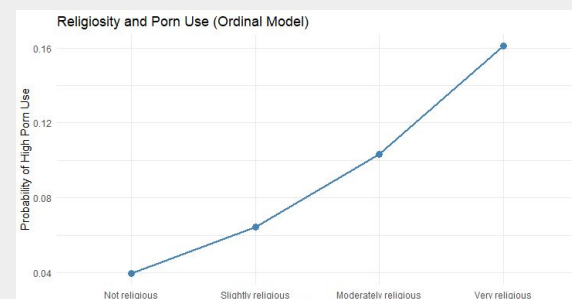 Religiosity and Porn Use (Ordinal Model)
0.16
0.12
0.08
0.04
Probability of High Porn Use
Not religious Slightly religious Moderately religious Very religious